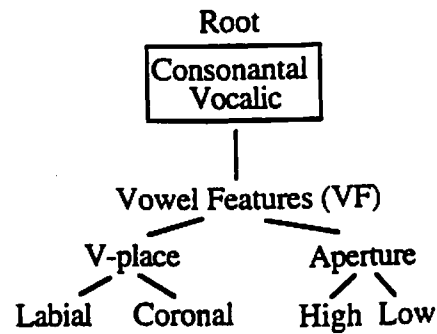 Root
Consonantal
Vocalic
Vowel Features (VF)
V-place Aperture
Labial Coronal High Low